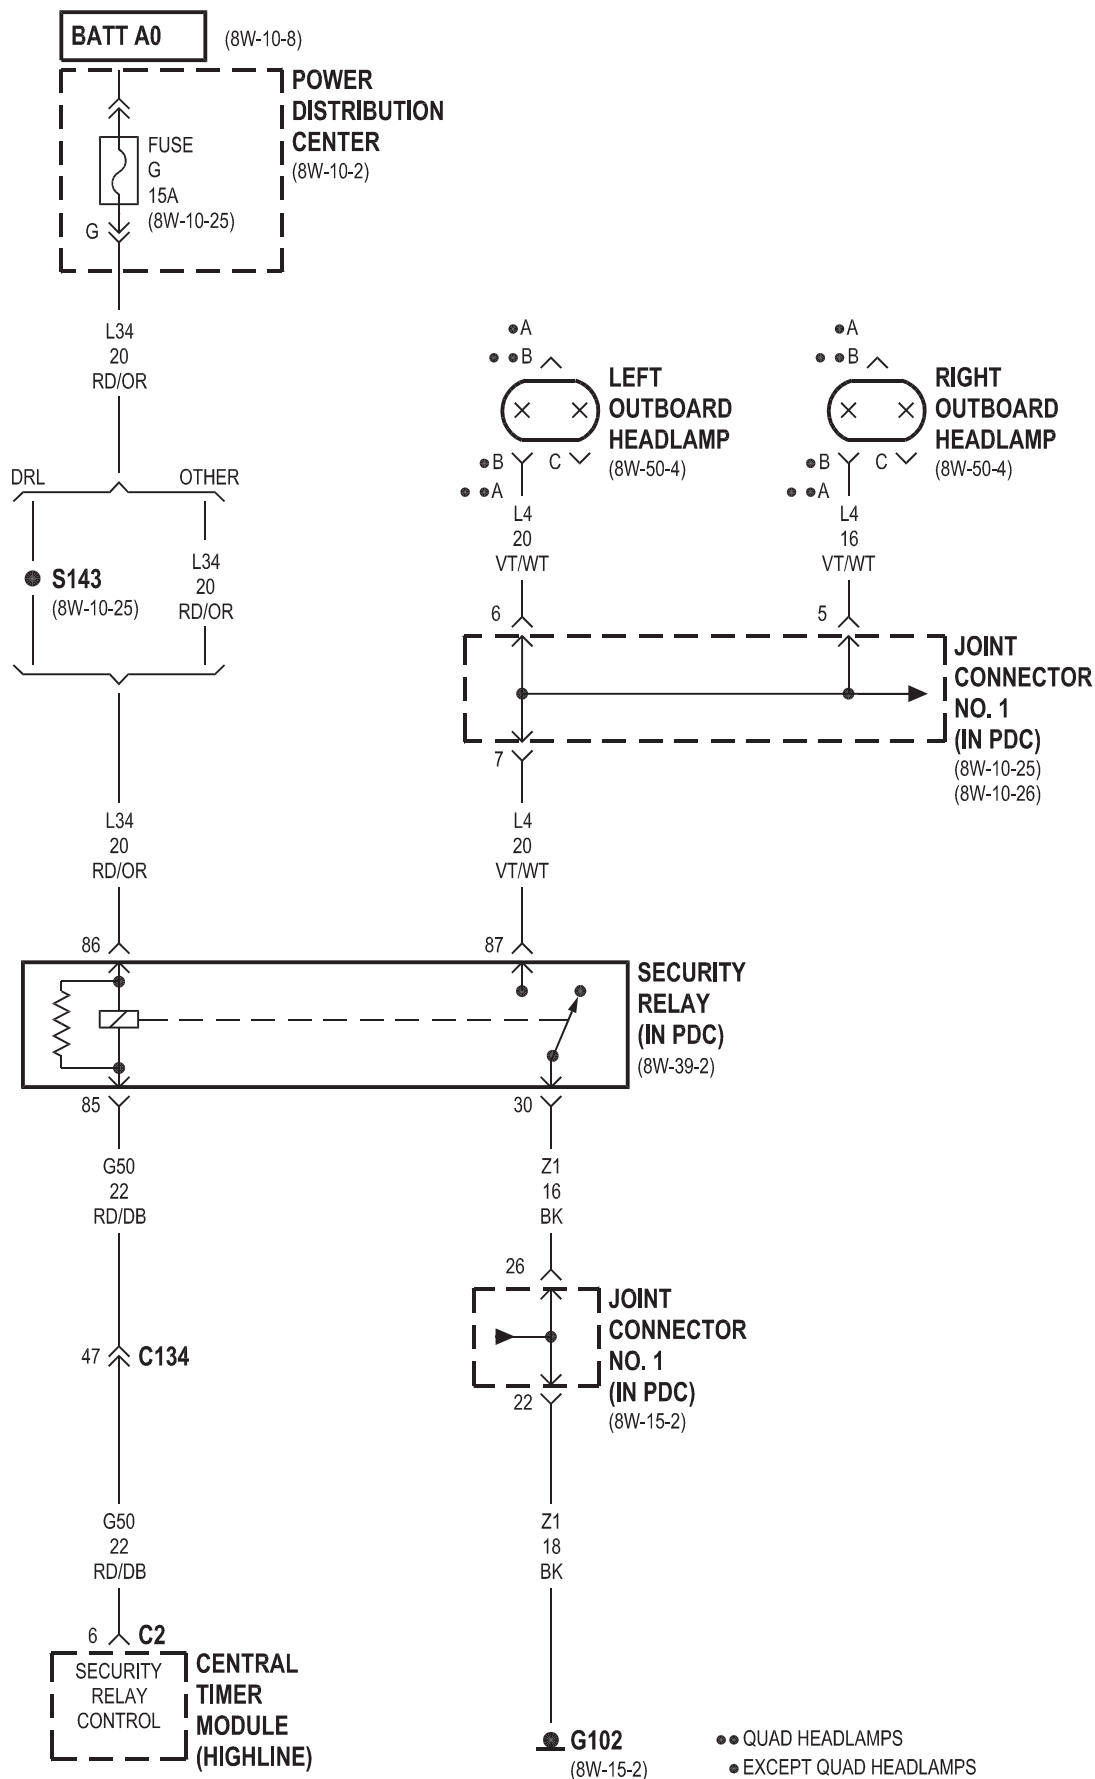 BATT A0 (8W-10-8)
POWER
DISTRIBUTION
CENTER
(8W-10-2)
FUSE
G
15A
(8W-10-25)
G
L34
20
RD/OR
DRL OTHER
S143
(8W-10-25)
L34
20
RD/OR
L34
20
RD/OR
A
B
LEFT
OUTBOARD
HEADLAMP
(8W-50-4)
B C
A
L4
20
VT/WT
6
A
B
RIGHT
OUTBOARD
HEADLAMP
(8W-50-4)
B C
A
L4
16
VT/WT
5
JOINT
CONNECTOR
NO. 1
(IN PDC)
(8W-10-25)
(8W-10-26)
7
L4
20
VT/WT
86 87
SECURITY
RELAY
(IN PDC)
(8W-39-2)
85 30
G50
22
RD/DB
Z1
16
BK
26
JOINT
CONNECTOR
NO. 1
(IN PDC)
(8W-15-2)
22
47 C134
G50
22
RD/DB
Z1
18
BK
6 C2
SECURITY
RELAY
CONTROL
CENTRAL
TIMER
MODULE
(HIGHLINE)
G102
(8W-15-2)
QUAD HEADLAMPS
EXCEPT QUAD HEADLAMPS